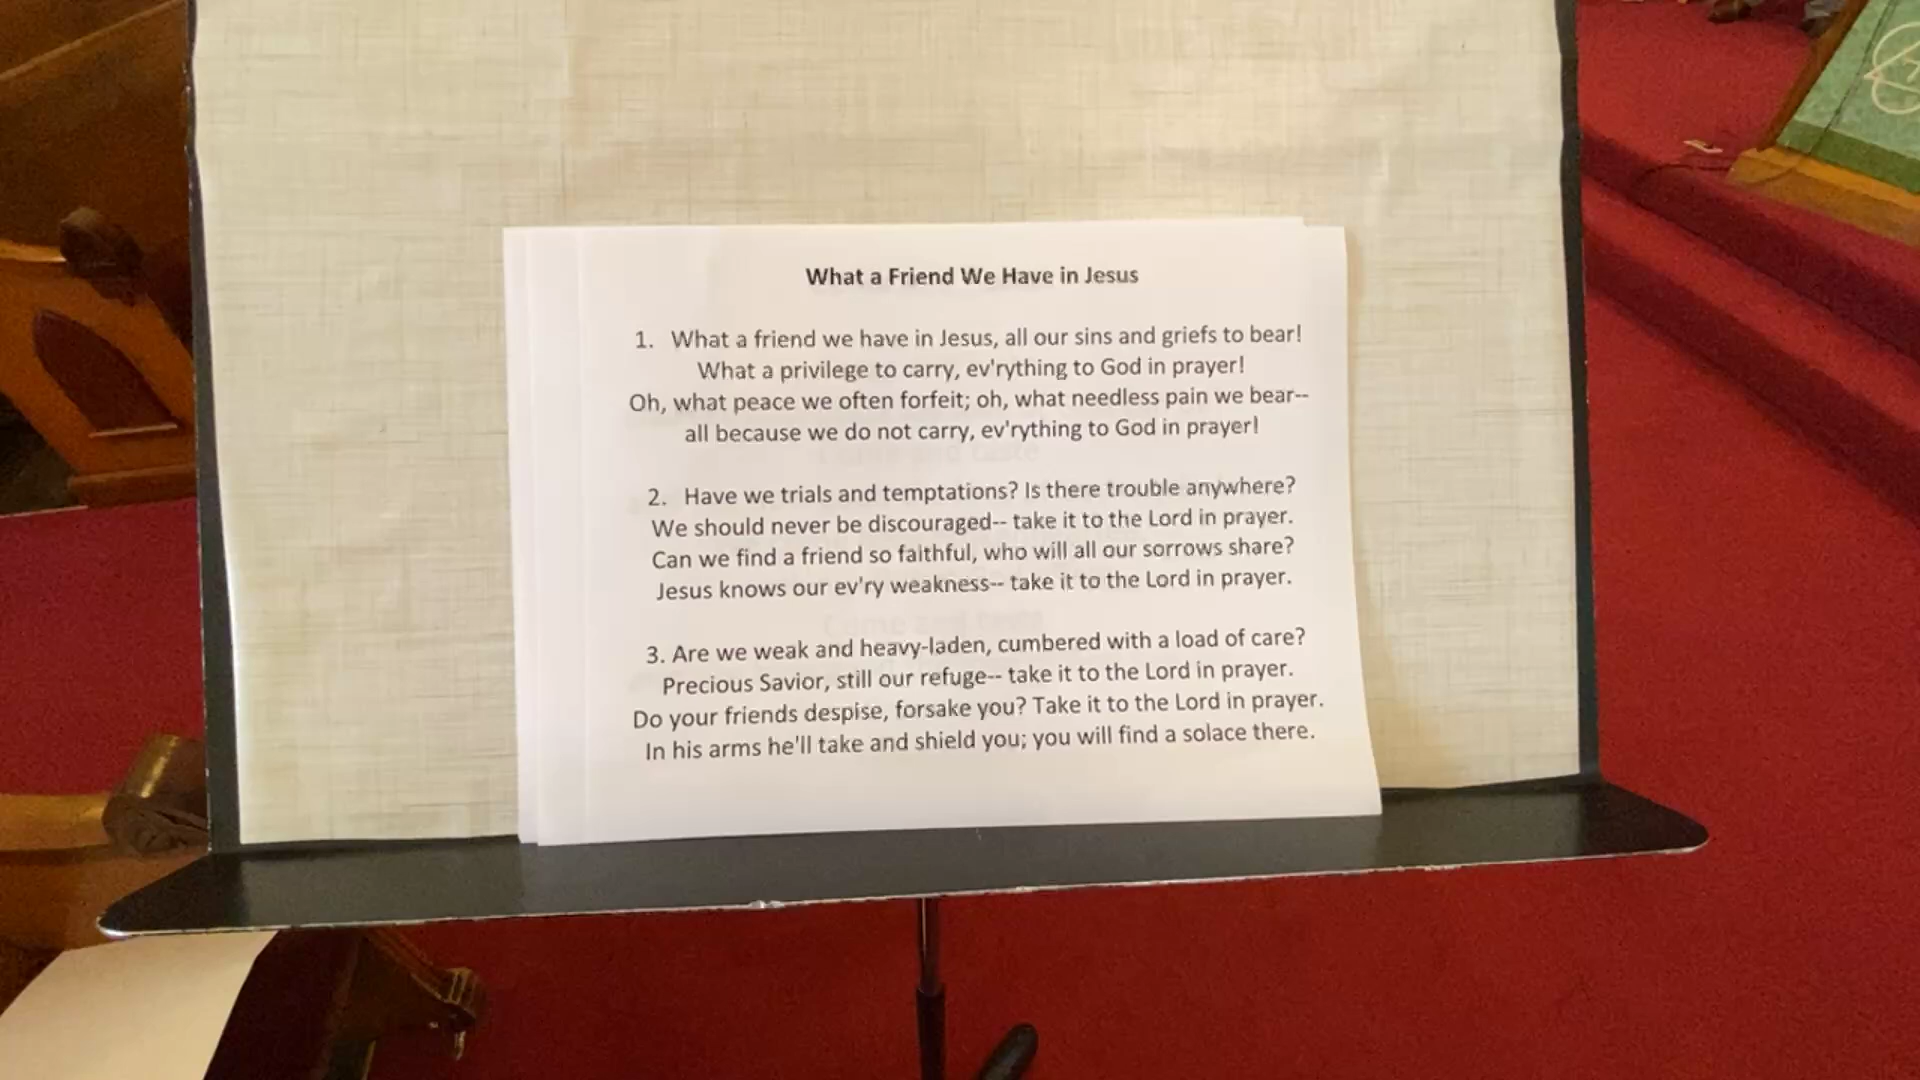 What a Friend We Have in Jesus
1. What a friend we have in Jesus, all our sins and griefs to bear!
What a privilege to carry, ev'rything to God in prayer!
Oh, what peace we often forfeit; oh, what needless pain we bear--
all because we do not carry, ev'rything to God in prayer!
2. Have we trials and temptations? Is there trouble anywhere?
We should never be discouraged-- take it to the Lord in prayer.
Can we find a friend so faithful, who will all our sorrows share?
Jesus knows our ev'ry weakness-- take it to the Lord in prayer.
3. Are we weak and heavy-laden, cumbered with a load of care?
Precious Savior, still our refuge-- take it to the Lord in prayer.
Do your friends despise, forsake you? Take it to the Lord in prayer.
In his arms he'll take and shield you; you will find a solace there.